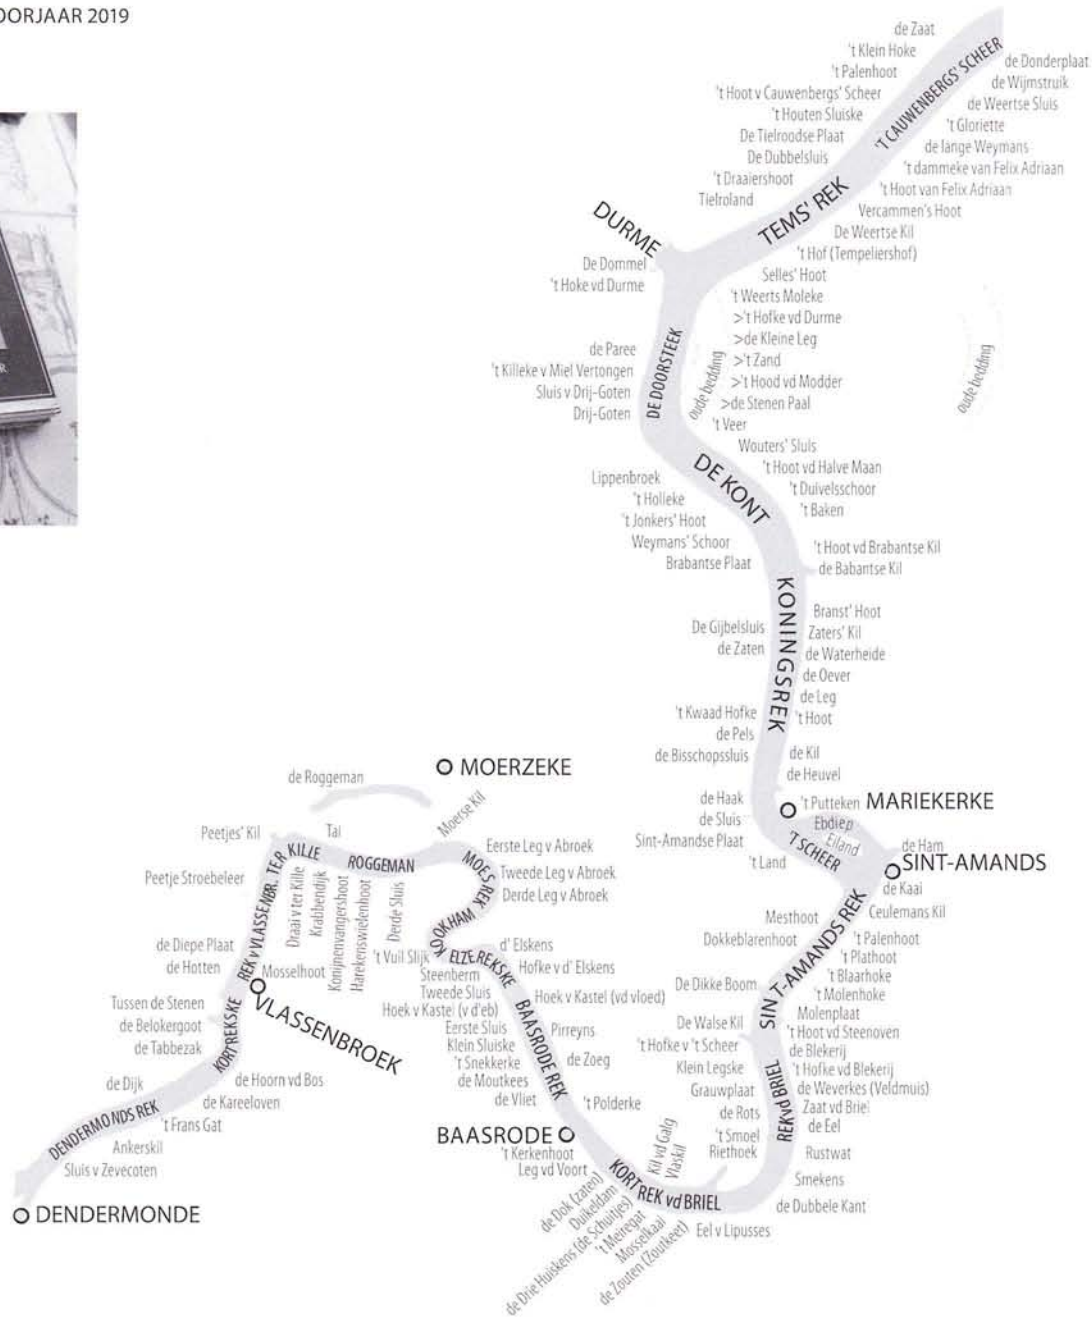 OORJAAR 2019
R
de Zaat
't Klein Hoke
't Palenhoot
't Hoot v Cauwenbergs' Scheer
't Houten Sluiske
De Tielroodse Plaat
De Dubbelsluis
't Draaiershoot
Tielroland
'T CAUWENBERGS' SCHEER
de Donderplaat
de Wijmstruik
de Weertse Sluis
't Gloriette
de lange Weymans
't dammeke van Felix Adriaan
't Hoot van Felix Adriaan
Vercammen's Hoot
De Weertse Kil
't Hof (Tempeliershof)
TEMS' REK
DURME
De Dommel
't Hoke vd Durme
Selles' Hoot
't Weerts Moleke
>'t Hofke vd Durme
>de Kleine Leg
>'t Zand
>'t Hood vd Modder
>de Stenen Paal
't Veer
oude bedding
oude bedding
de Paree
't Killeke v Miel Vertongen
Sluis v Drij-Goten
Drij-Goten
DE DOORSTEEK
Wouters' Sluis
't Hoot vd Halve Maan
't Duivelsschoor
't Baken
DE KONT
Lippenbroek
't Holleke
't Jonkers' Hoot
Weymans' Schoor
Brabantse Plaat
't Hoot vd Brabantse Kil
de Babantse Kil
KONINGSREK
De Gijbelsluis
de Zaten
Branst' Hoot
Zaters' Kil
de Waterheide
de Oever
de Leg
't Hoot
't Kwaad Hofke
de Pels
de Bisschopssluis
de Kil
de Heuvel
de Haak
de Sluis
Sint-Amandse Plaat
't Land
't Putteken
MARIEKERKE
Ebdiep
Eiland
'T SCHEER
de Ham
SINT-AMANDS
de Kaai
Ceulemans Kil
't Palenhoot
't Plathoot
't Blaarhoke
't Molenhoke
Molenplaat
't Hoot vd Steenoven
de Blekerij
't Hofke vd Blekerij
de Weverkes (Veldmuis)
Zaat vd Briel
de Eel
Rustwat
Smekens
de Dubbele Kant
SINT-AMANDS REK
Mesthoot
Dokkeblarenhoot
De Dikke Boom
De Walse Kil
't Hofke v 't Scheer
Klein Legske
Grauwplaat
de Rots
't Smoel
Riethoek
REK vd BRIEL
Kil vd Galg
Vlaskil
KORT REK vd BRIEL
Eel v Lipusses
de Dok (zaten)
Duikeldam
de Drie Huiskens (de Schuitjes)
't Meiregat
Mosselkaai
de Zouten (Zoutkeet)
MOERZEKE
de Roggeman
Moerse Kil
Peetjes' Kil
Tal
TER KILLE
ROGGEMAN
MOES REK
Eerste Leg v Abroek
Tweede Leg v Abroek
Derde Leg v Abroek
Peetje Stroebeleer
Draai v ter Kille
Krabbendijk
Konijnenvangershoot
Harekenswielenhoot
Derde Sluis
KOOKHAM
ELZEREKSKE
d' Elskens
Hofke v d' Elskens
Hoek v Kastel (vd vloed)
't Vuil Slijk
Steenberm
Tweede Sluis
Hoek v Kastel (v d'eb)
Eerste Sluis
Klein Sluiske
't Snekkerke
de Moutkees
de Vliet
BAASRODE REK
Pirreyns
de Zoeg
't Polderke
BAASRODE
't Kerkenhoot
Leg vd Voort
REK v VLASSENBR.
de Diepe Plaat
de Hotten
Mosselhoot
VLASSENBROEK
Tussen de Stenen
de Belokergoot
de Tabbezak
KORT REKSKE
de Dijk
de Hoorn vd Bos
de Kareeloven
't Frans Gat
Ankerskil
Sluis v Zevecoten
DENDERMONDS REK
DENDERMONDE